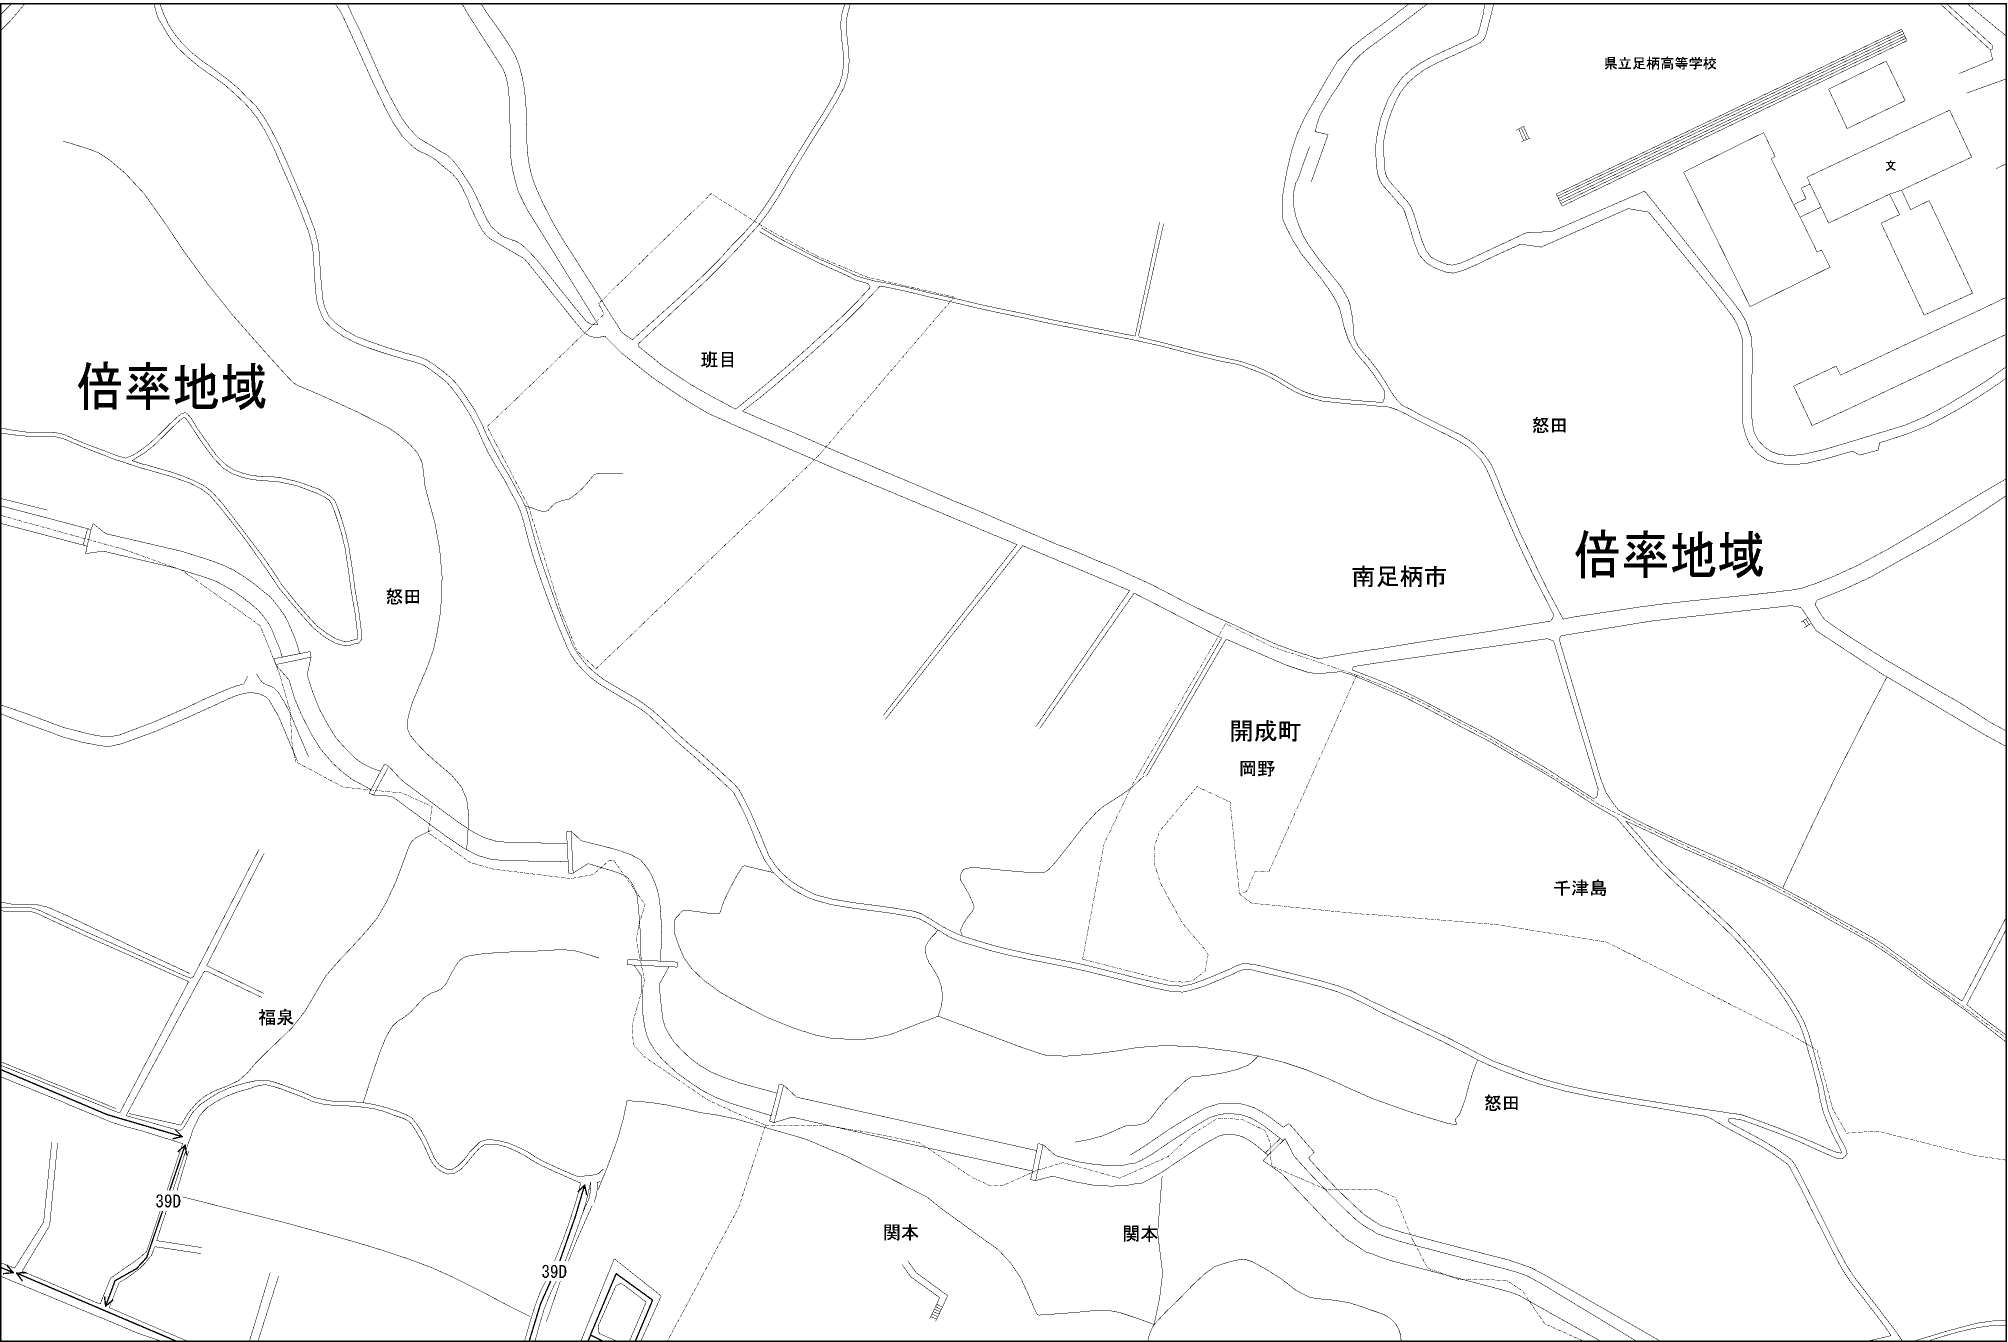 県立足柄高等学校
文
班目
倍率地域
怒田
倍率地域
南足柄市
怒田
開成町
岡野
千津島
福泉
怒田
39D
関本
関本
39D